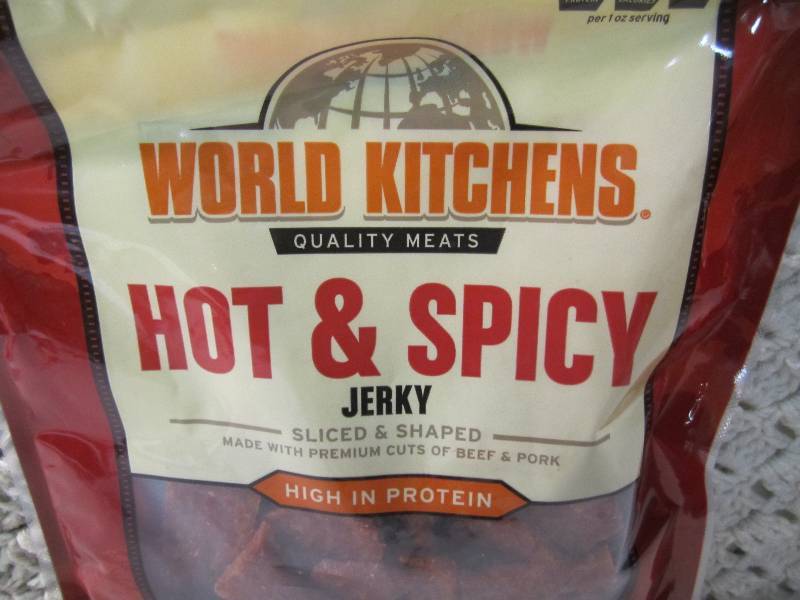 per 1 oz serving
WORLD KITCHENS®
QUALITY MEATS
HOT & SPICY
JERKY
SLICED & SHAPED
MADE WITH PREMIUM CUTS OF BEEF & PORK
HIGH IN PROTEIN